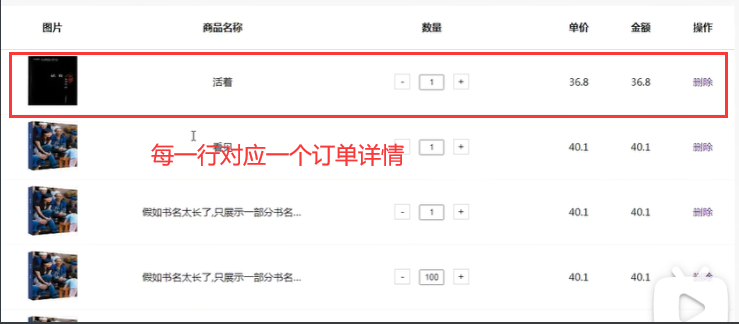 图片 商品名称 数量 单价 金额 操作
活着 - 1 + 36.8 36.8 删除
每一行对应一个订单详情
- 1 + 40.1 40.1 删除
假如书名太长了,只展示一部分书名... - 1 + 40.1 40.1 删除
假如书名太长了,只展示一部分书名... - 100 + 40.1 40.1 删除